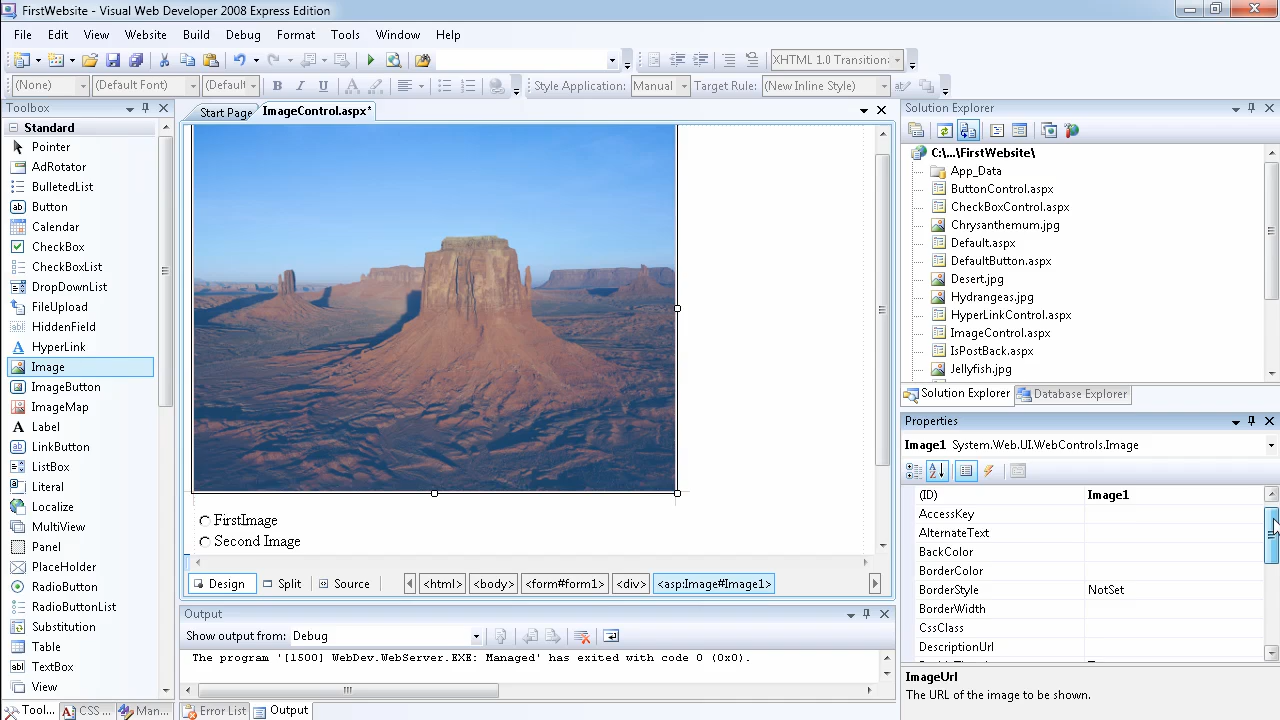 FirstWebsite - Visual Web Developer 2008 Express Edition
File Edit View Website Build Debug Format Tools Window Help
XHTML 1.0 Transition:
(None) (Default Font) (Default Style Application: Manual Target Rule: (New Inline Style)
Toolbox
Standard
Pointer
AdRotator
BulletedList
Button
Calendar
CheckBox
CheckBoxList
DropDownList
FileUpload
HiddenField
HyperLink
Image
ImageButton
ImageMap
Label
LinkButton
ListBox
Literal
Localize
MultiView
Panel
PlaceHolder
RadioButton
RadioButtonList
Substitution
Table
TextBox
View
Tool... CSS ... Man...
Start Page ImageControl.aspx*
FirstImage
Second Image
Design Split Source <html> <body> <form#form1> <div> <asp:Image#Image1>
Output
Show output from: Debug
The program '[1500] WebDev.WebServer.EXE: Managed' has exited with code 0 (0x0).
Error List Output
Solution Explorer
C:\...\FirstWebsite\
App_Data
ButtonControl.aspx
CheckBoxControl.aspx
Chrysanthemum.jpg
Default.aspx
DefaultButton.aspx
Desert.jpg
Hydrangeas.jpg
HyperLinkControl.aspx
ImageControl.aspx
IsPostBack.aspx
Jellyfish.jpg
Solution Explorer Database Explorer
Properties
Image1 System.Web.UI.WebControls.Image
(ID) Image1
AccessKey
AlternateText
BackColor
BorderColor
BorderStyle NotSet
BorderWidth
CssClass
DescriptionUrl
ImageUrl
The URL of the image to be shown.